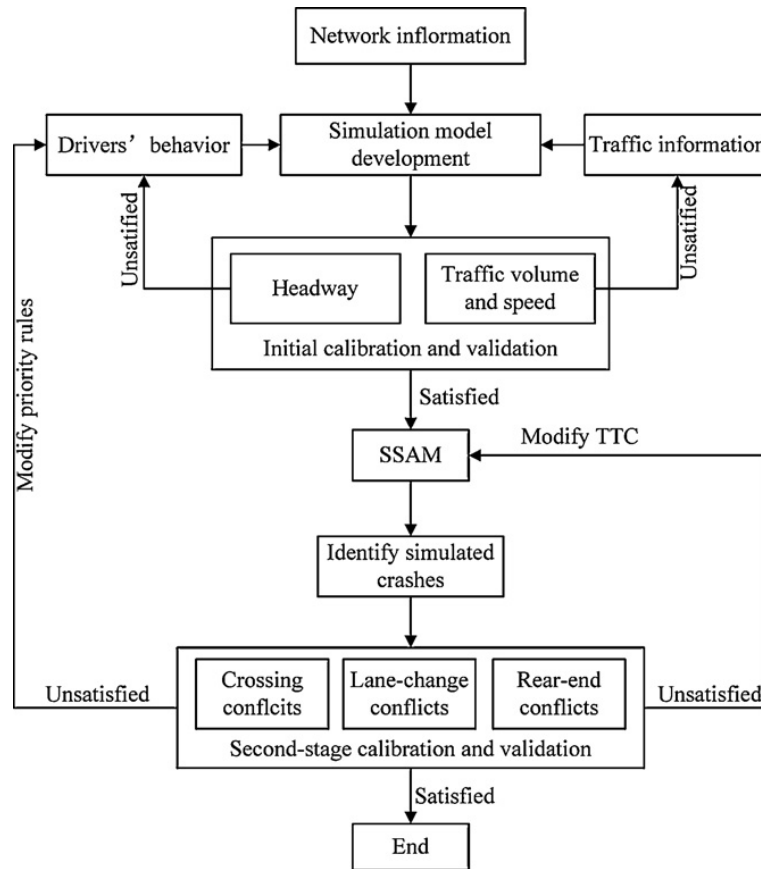 Network inflormation
Drivers' behavior
Simulation model
development
Traffic information
Unsatified
Unsatisfied
Headway
Traffic volume
and speed
Initial calibration and validation
Modify priority rules
Satisfied
Modify TTC
SSAM
Identify simulated
crashes
Unsatisfied
Crossing
conflcits
Lane-change
conflicts
Rear-end
conflicts
Unsatisfied
Second-stage calibration and validation
Satisfied
End